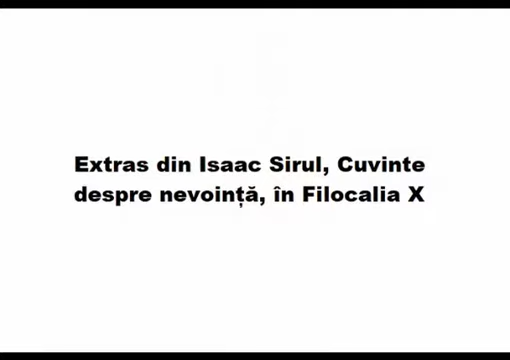 Extras din Isaac Sirul, Cuvinte
despre nevoință, în Filocalia X